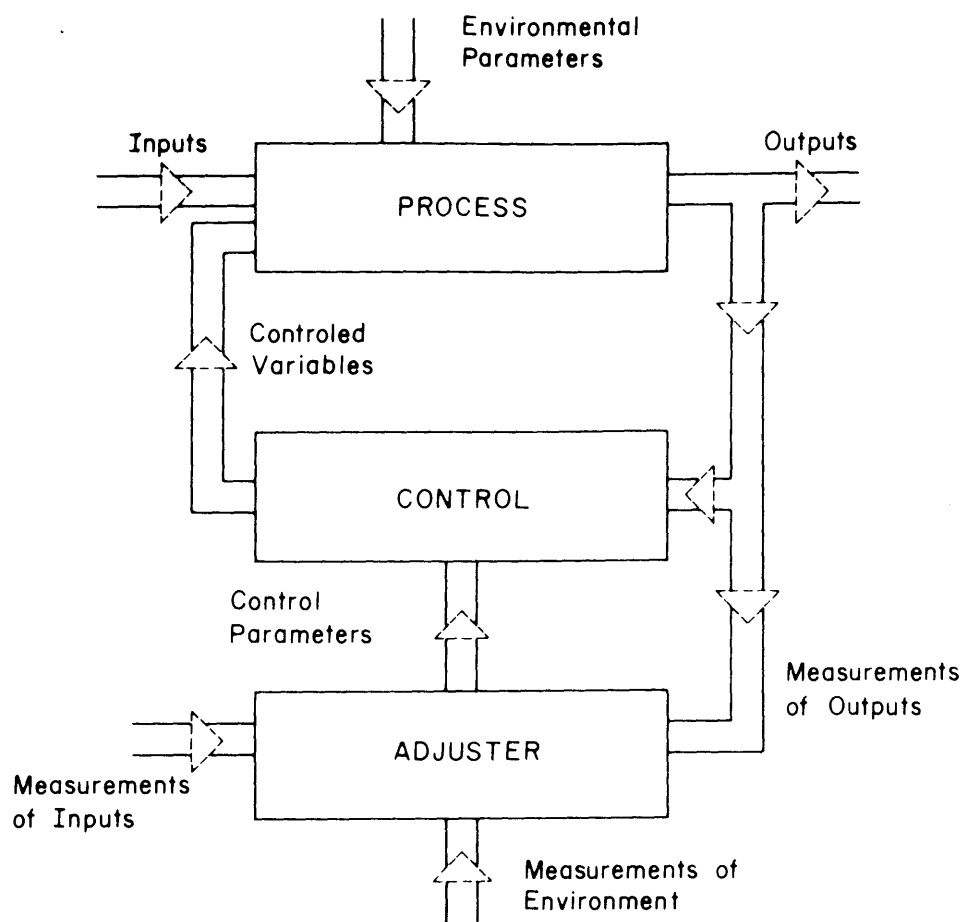 Environmental
Parameters
Inputs
Outputs
PROCESS
Controled
Variables
CONTROL
Control
Parameters
Measurements
of Outputs
ADJUSTER
Measurements
of Inputs
Measurements of
Environment